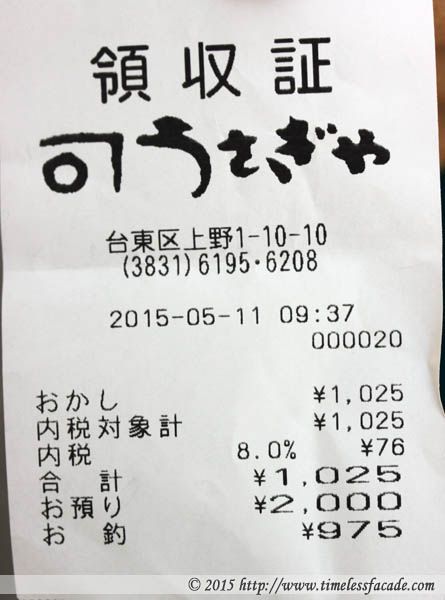 領収証
うさぎや
台東区上野1-10-10
(3831)6195・6208
2015-05-11 09:37
000020
おかし ¥1,025
内税対象計 ¥1,025
内税 8.0% ¥76
合計 ¥1,025
お預り ¥2,000
お釣 ¥975
© 2015 http://www.timelessfacade.com/